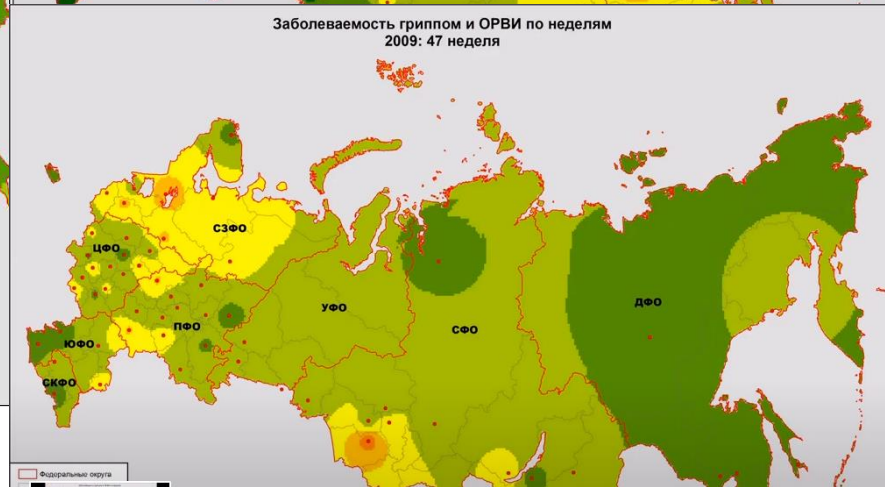 Заболеваемость гриппом и ОРВИ по неделям
2009: 47 неделя
СЗФО
ЦФО
ПФО
УФО
СФО
ДФО
ЮФО
СКФО
Федеральные округа